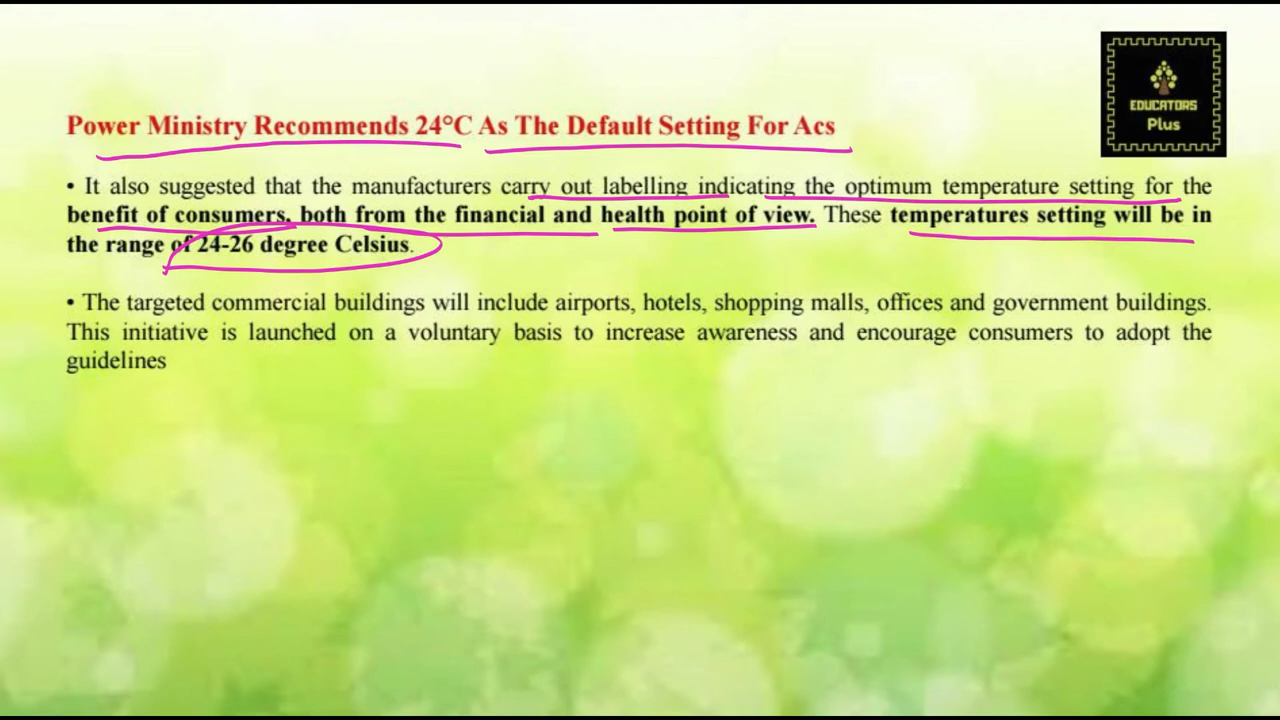 EDUCATORS
Plus
Power Ministry Recommends 24°C As The Default Setting For Acs
• It also suggested that the manufacturers carry out labelling indicating the optimum temperature setting for the
benefit of consumers, both from the financial and health point of view. These temperatures setting will be in
the range of 24-26 degree Celsius.
• The targeted commercial buildings will include airports, hotels, shopping malls, offices and government buildings.
This initiative is launched on a voluntary basis to increase awareness and encourage consumers to adopt the
guidelines